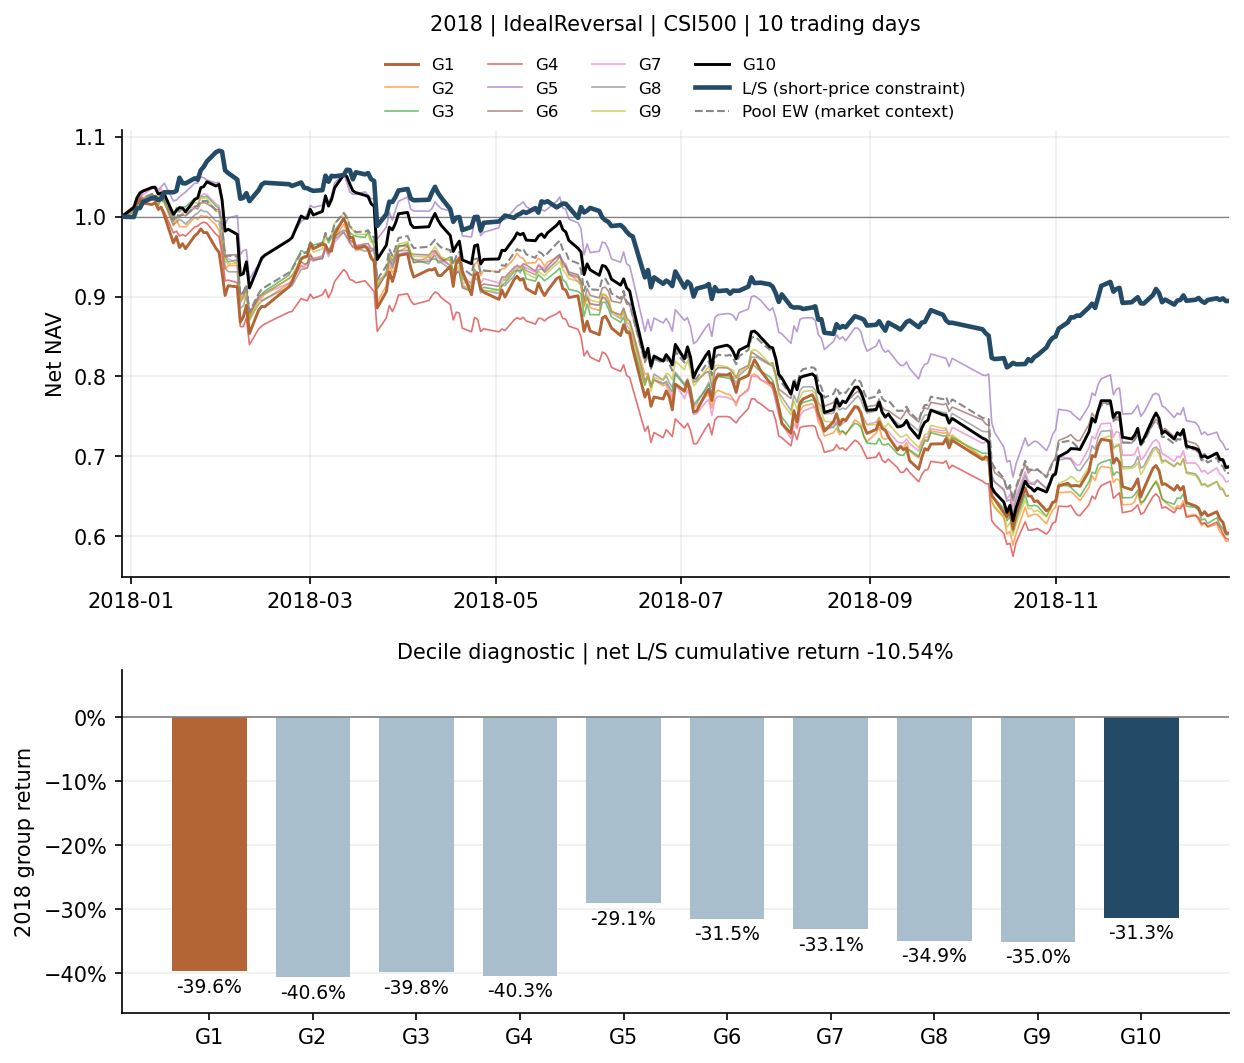 2018 | IdealReversal | CSI500 | 10 trading days
G1 G4 G7 G10
G2 G5 G8 L/S (short-price constraint)
G3 G6 G9 Pool EW (market context)
Net NAV
1.1
1.0
0.9
0.8
0.7
0.6
2018-01 2018-03 2018-05 2018-07 2018-09 2018-11
Decile diagnostic | net L/S cumulative return -10.54%
2018 group return
0%
−10%
−20%
−30%
−40%
-39.6% -40.6% -39.8% -40.3% -29.1% -31.5% -33.1% -34.9% -35.0% -31.3%
G1 G2 G3 G4 G5 G6 G7 G8 G9 G10